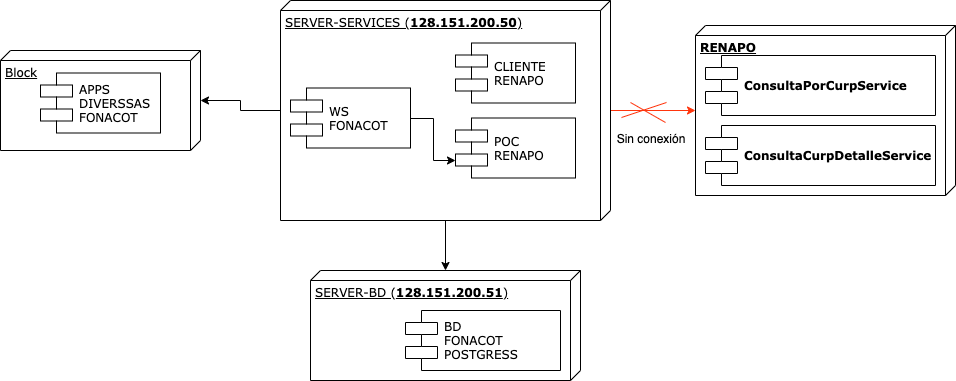 SERVER-SERVICES (128.151.200.50)
Block
APPS
DIVERSSAS
FONACOT
WS
FONACOT
CLIENTE
RENAPO
POC
RENAPO
Sin conexión
RENAPO
ConsultaPorCurpService
ConsultaCurpDetalleService
SERVER-BD (128.151.200.51)
BD
FONACOT
POSTGRESS